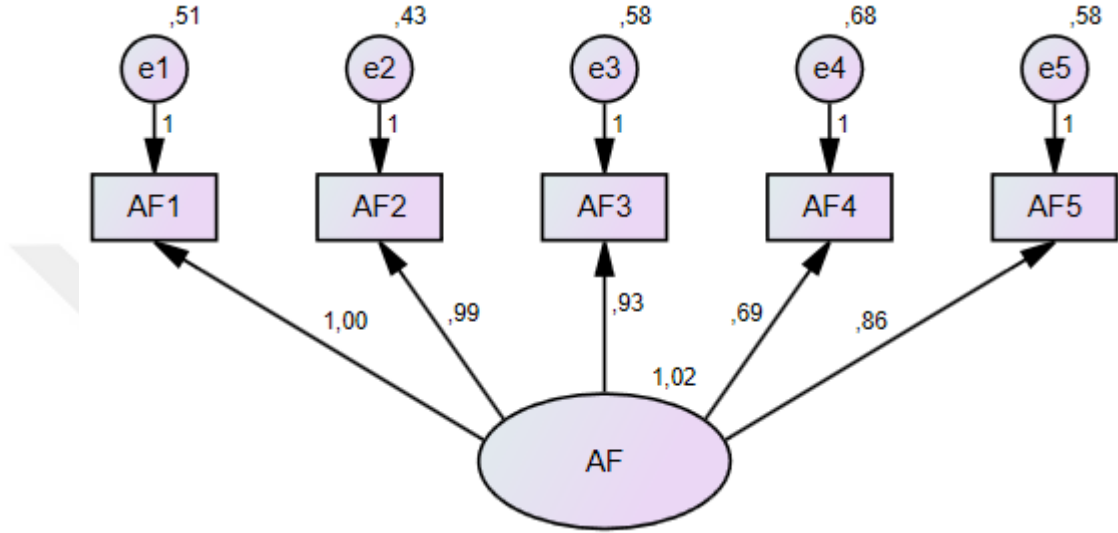 ,51 ,43 ,58 ,68 ,58
e1 e2 e3 e4 e5
1 1 1 1 1
AF1 AF2 AF3 AF4 AF5
1,00 ,99 ,93 ,69 ,86
1,02
AF